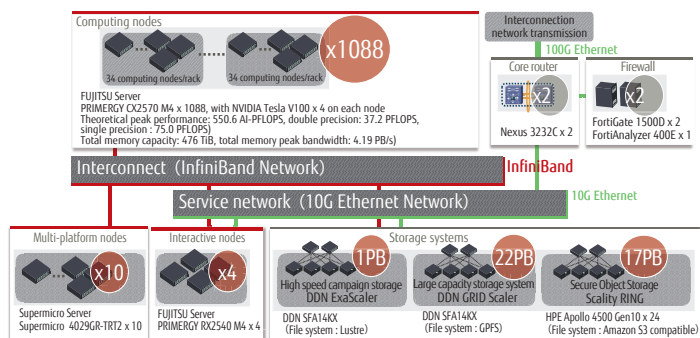 Computing nodes
x1088
34 computing nodes/rack
34 computing nodes/rack
FUJITSU Server
PRIMERGY CX2570 M4 x 1088, with NVIDIA Tesla V100 x 4 on each node
Theoretical peak performance: 550.6 AI-PFLOPS, double precision: 37.2 PFLOPS,
single precision : 75.0 PFLOPS)
Total memory capacity: 476 TiB, total memory peak bandwidth: 4.19 PB/s)
Interconnection
network transmission
100G Ethernet
Core router
x2
Nexus 3232C x 2
Firewall
x2
FortiGate 1500D x 2
FortiAnalyzer 400E x 1
Interconnect (InfiniBand Network)
InfiniBand
Service network (10G Ethernet Network)
10G Ethernet
Multi-platform nodes
x10
Supermicro Server
Supermicro 4029GR-TRT2 x 10
Interactive nodes
x4
FUJITSU Server
PRIMERGY RX2540 M4 x 4
Storage systems
1PB
High speed campaign storage
DDN ExaScaler
DDN SFA14KX
(File system : Lustre)
22PB
Large capacity storage system
DDN GRID Scaler
DDN SFA14KX
(File system : GPFS)
17PB
Secure Object Storage
Scality RING
HPE Apollo 4500 Gen10 x 24
(File system : Amazon S3 compatible)